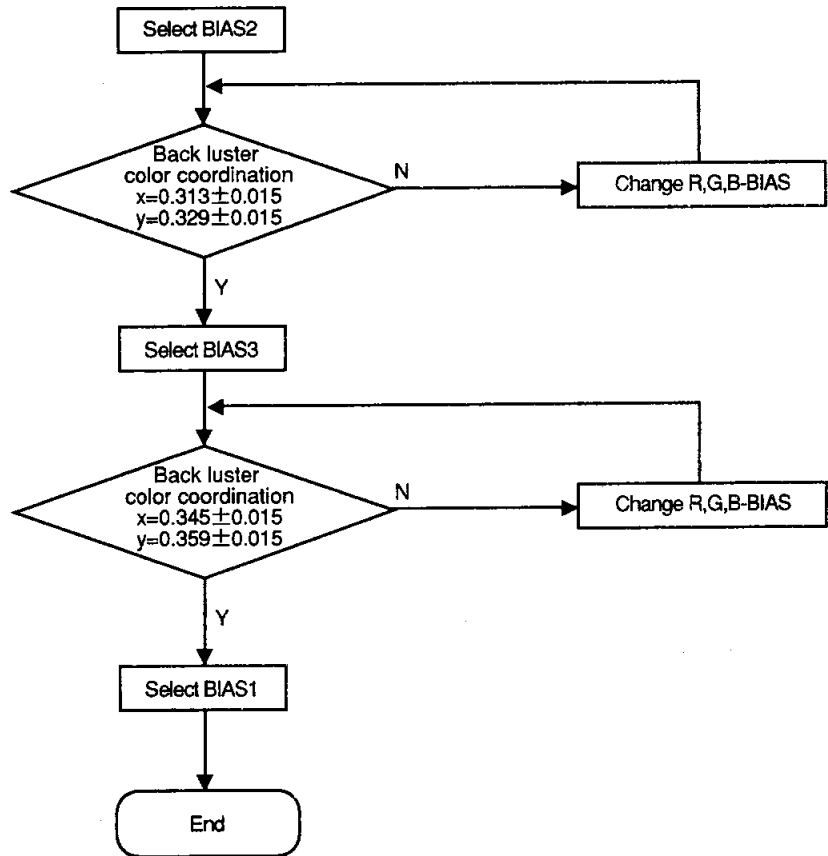 Select BIAS2
Back luster
color coordination
x=0.313±0.015
y=0.329±0.015
N
Change R,G,B-BIAS
Y
Select BIAS3
Back luster
color coordination
x=0.345±0.015
y=0.359±0.015
N
Change R,G,B-BIAS
Y
Select BIAS1
End